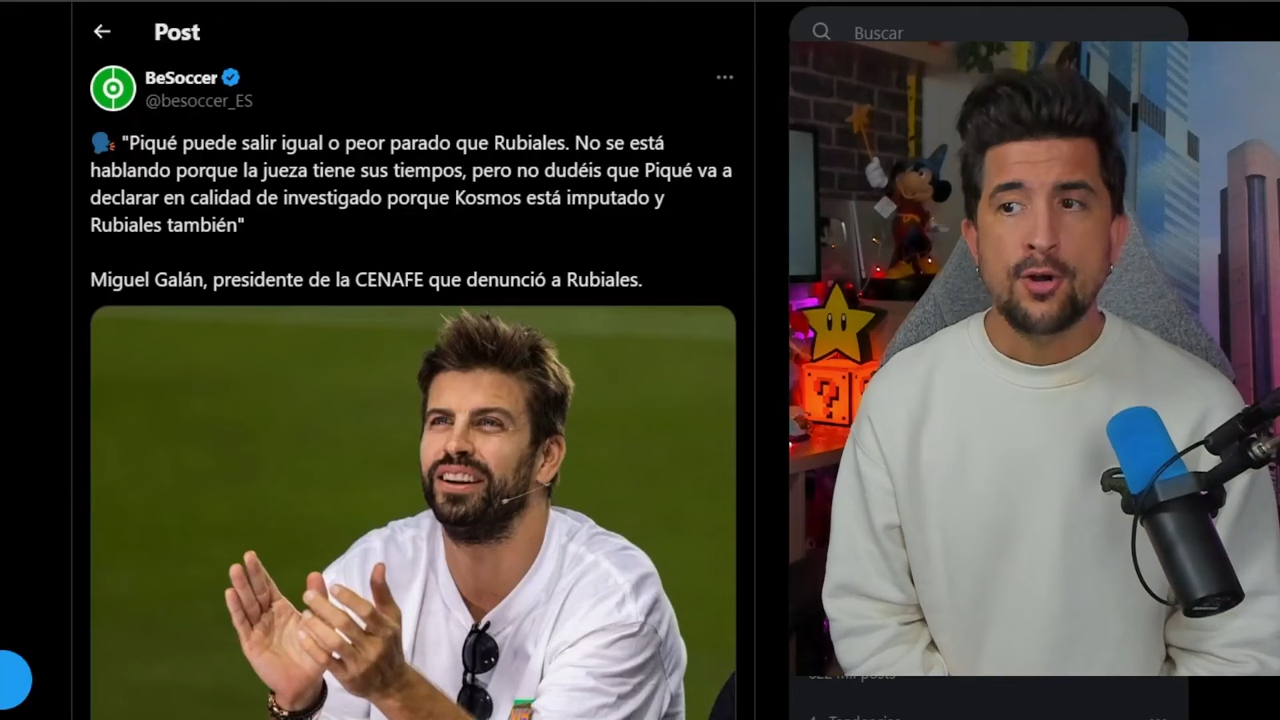 Post
Buscar
BeSoccer
@besoccer_ES
"Piqué puede salir igual o peor parado que Rubiales. No se está
hablando porque la jueza tiene sus tiempos, pero no dudéis que Piqué va a
declarar en calidad de investigado porque Kosmos está imputado y
Rubiales también"
Miguel Galán, presidente de la CENAFE que denunció a Rubiales.
?